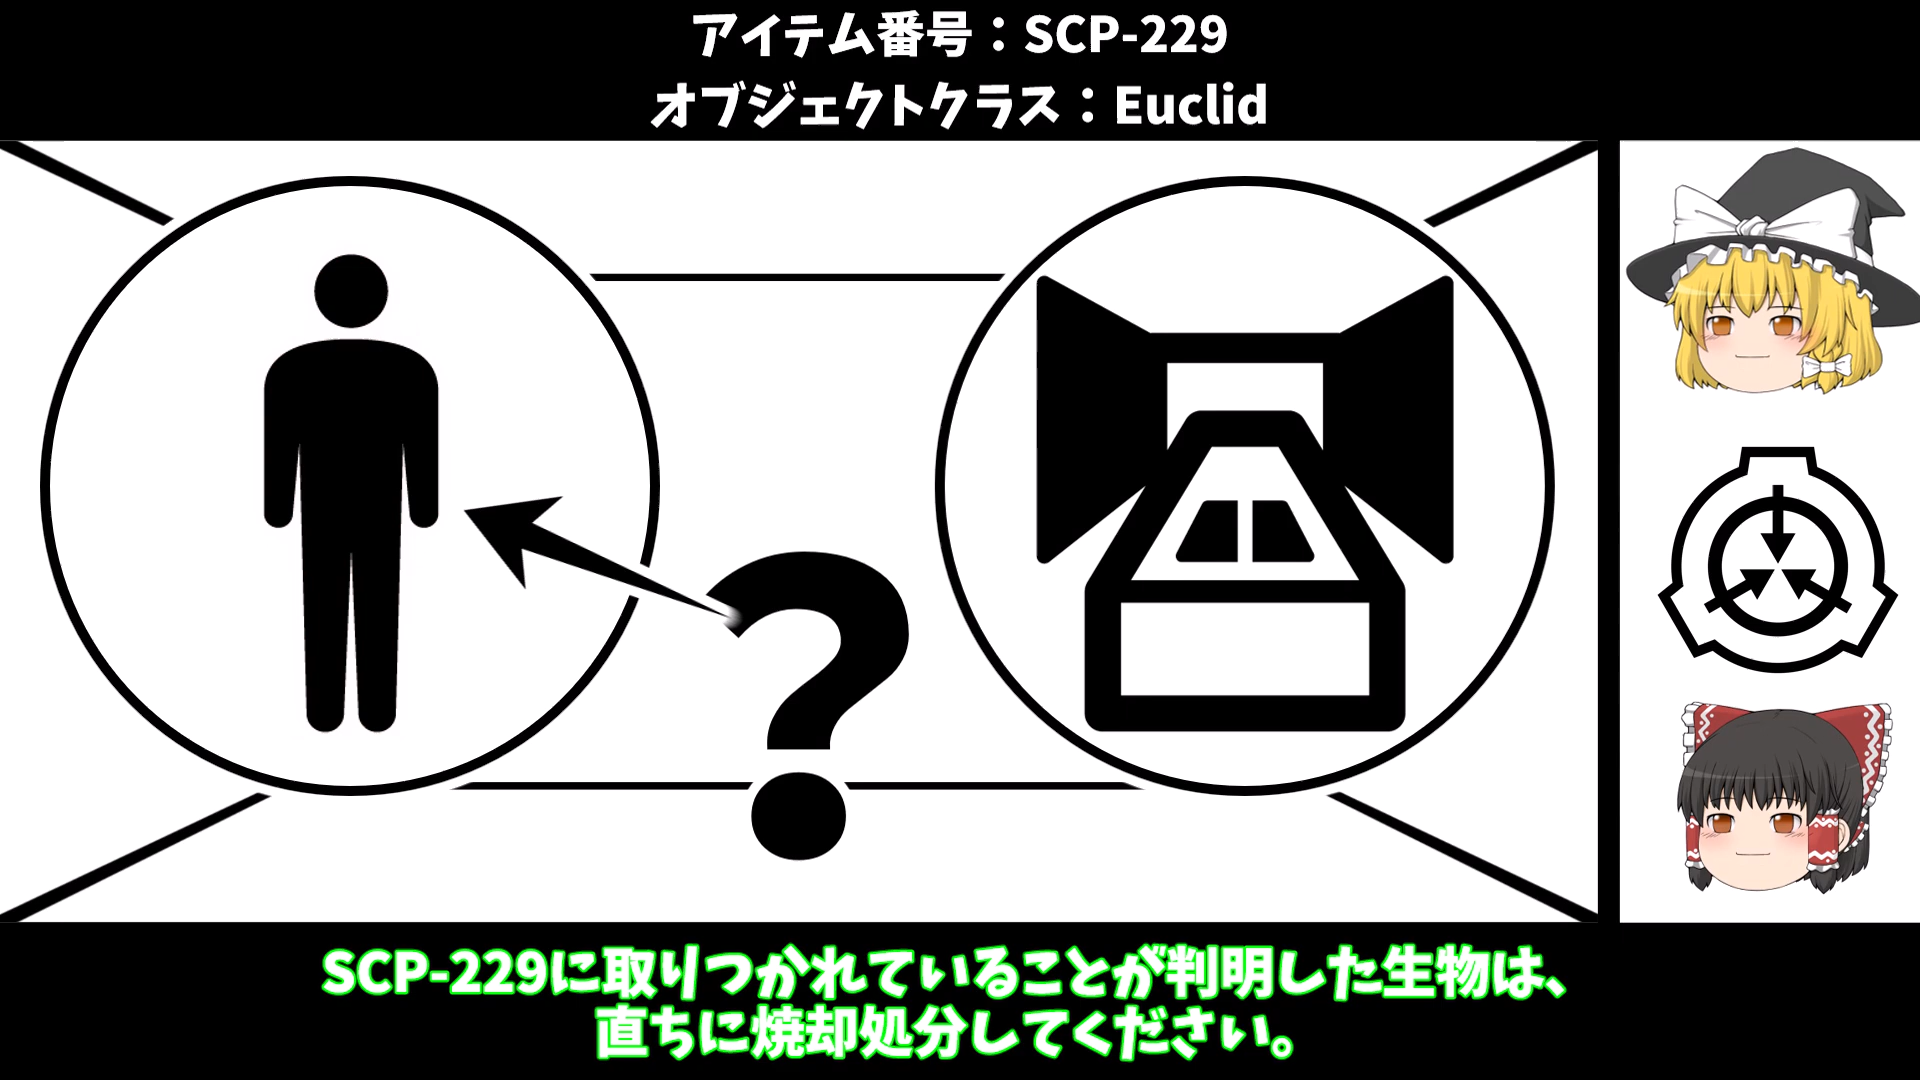 アイテム番号：SCP-229
オブジェクトクラス：Euclid
?
SCP-229に取りつかれていることが判明した生物は、
直ちに焼却処分してください。